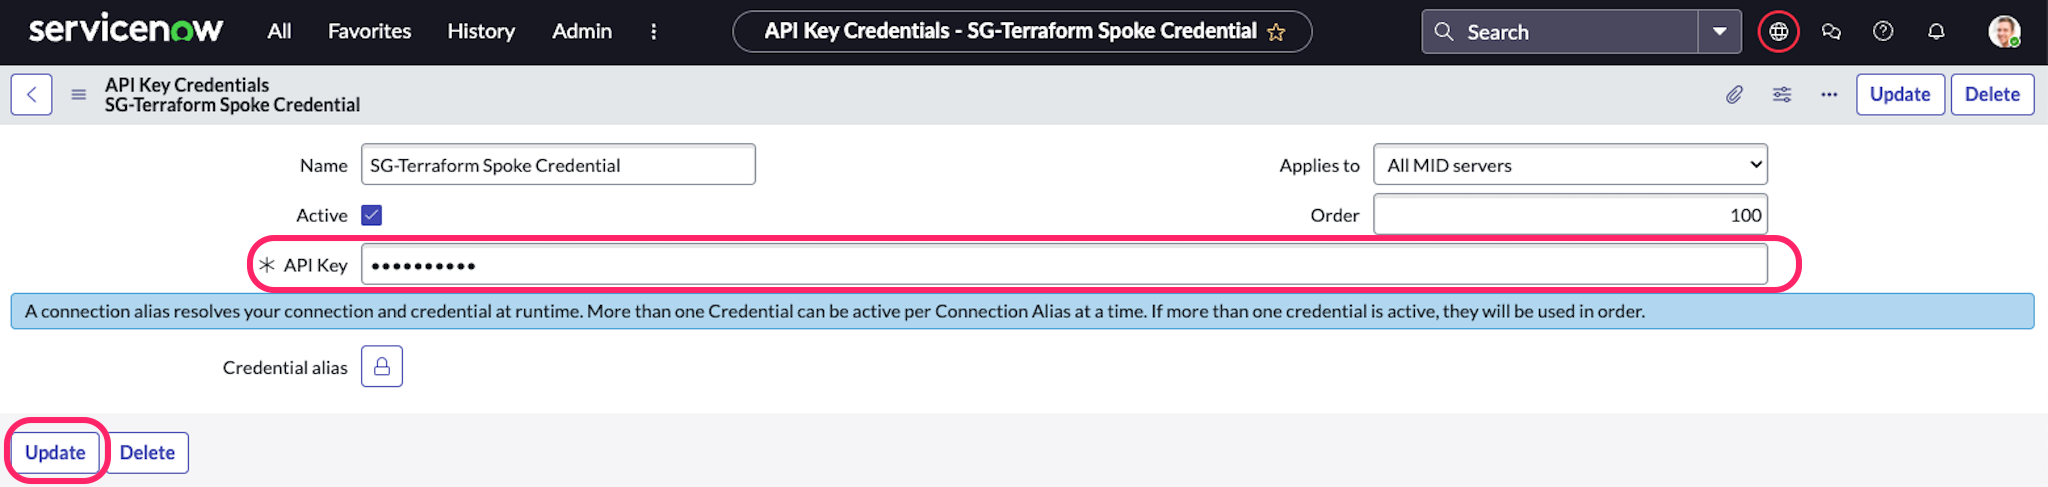 servicenow All Favorites History Admin API Key Credentials - SG-Terraform Spoke Credential Search
API Key Credentials
SG-Terraform Spoke Credential
Update Delete
Name SG-Terraform Spoke Credential Applies to All MID servers
Active Order 100
API Key ••••••••••
A connection alias resolves your connection and credential at runtime. More than one Credential can be active per Connection Alias at a time. If more than one credential is active, they will be used in order.
Credential alias
Update Delete